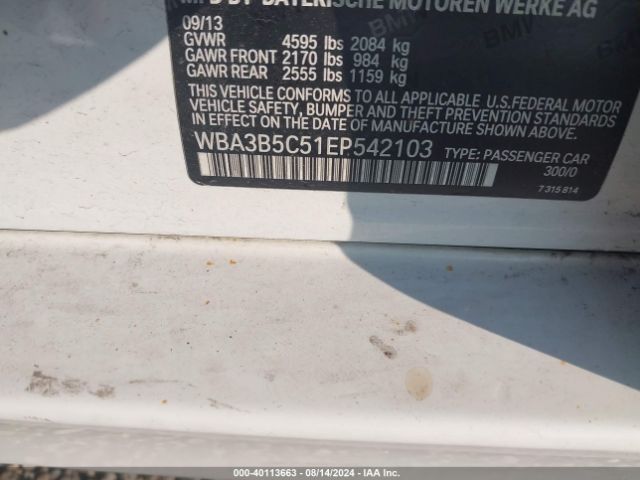 MFD BY BAYERISCHE MOTOREN WERKE AG
09/13
GVWR 4595 lbs 2084 kg
GAWR FRONT 2170 lbs 984 kg
GAWR REAR 2555 lbs 1159 kg
THIS VEHICLE CONFORMS TO ALL APPLICABLE U.S.FEDERAL MOTOR
VEHICLE SAFETY, BUMPER AND THEFT PREVENTION STANDARDS
IN EFFECT ON THE DATE OF MANUFACTURE SHOWN ABOVE.
WBA3B5C51EP542103 TYPE: PASSENGER CAR
300/0
7 315 814
000-40113663 - 08/14/2024 - IAA Inc.